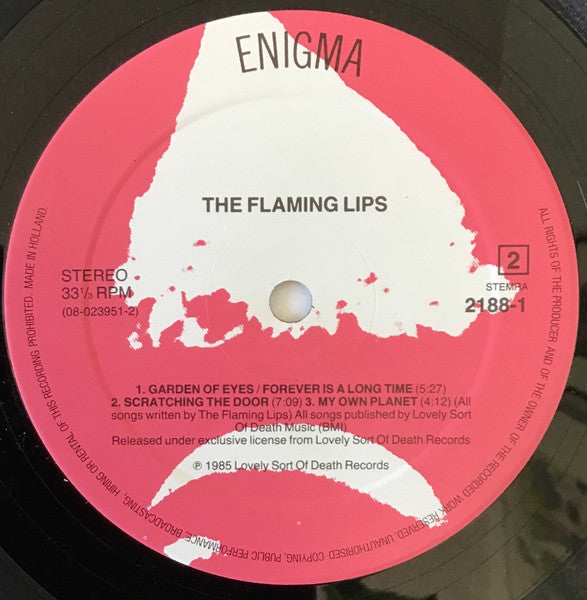 ENIGMA
THE FLAMING LIPS
STEREO
33⅓ RPM
(08-023951-2)
2
STEMRA
2188-1
1. GARDEN OF EYES / FOREVER IS A LONG TIME (5:27)
2. SCRATCHING THE DOOR (7:09) 3. MY OWN PLANET (4:12) (All
songs written by The Flaming Lips) All songs published by Lovely Sort
Of Death Music (BMI)
Released under exclusive license from Lovely Sort Of Death Records
℗ 1985 Lovely Sort Of Death Records
ALL RIGHTS OF THE PRODUCER AND OF THE OWNER OF THE RECORDED WORK RESERVED. UNAUTHORISED COPYING, PUBLIC PERFORMANCE, BROADCASTING, HIRING OR RENTAL OF THIS RECORDING PROHIBITED. MADE IN HOLLAND.